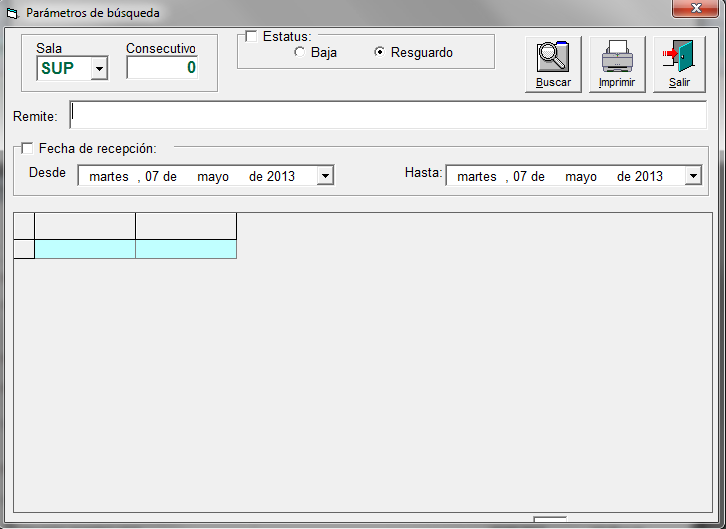 Parámetros de búsqueda
Sala
SUP
Consecutivo
0
Estatus:
Baja
Resguardo
Buscar
Imprimir
Salir
Remite:
Fecha de recepción:
Desde
martes , 07 de mayo de 2013
Hasta:
martes , 07 de mayo de 2013